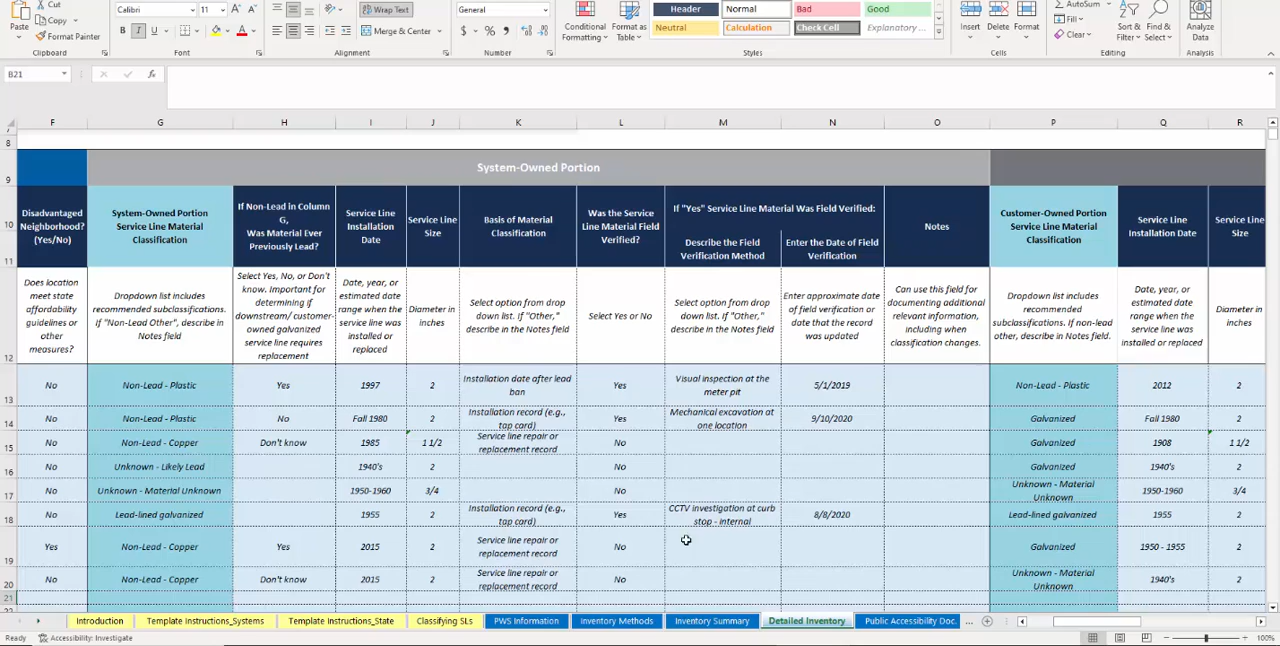 Cut
Calibri 11 A A Wrap Text General Header Normal Bad Good AutoSum
Copy
Fill
Paste Format Painter B I U A Merge & Center $ % Conditional Formatting Format as Table Neutral Calculation Check Cell Explanatory ... Insert Delete Format Clear Sort & Filter Find & Select Analyze Data
Clipboard Font Alignment Number Styles Cells Editing Analysis
B21 fx
F G H I J K L M N O P Q R
8
System-Owned Portion
9
Disadvantaged Neighborhood? (Yes/No)
System-Owned Portion Service Line Material Classification
If Non-Lead in Column G, Was Material Ever Previously Lead?
Service Line Installation Date
Service Line Size
Basis of Material Classification
Was the Service Line Material Field Verified?
If "Yes" Service Line Material Was Field Verified:
Describe the Field Verification Method
Enter the Date of Field Verification
Notes
Customer-Owned Portion Service Line Material Classification
Service Line Installation Date
Service Line Size
10
11
Does location meet state affordability guidelines or other measures?
Dropdown list includes recommended subclassifications. If "Non-Lead Other", describe in Notes field
Select Yes, No, or Don't know. Important for determining if downstream/ customer-owned galvanized service line requires replacement
Date, year, or estimated date range when the service line was installed or replaced
Diameter in inches
Select option from drop down list. If "Other," describe in the Notes field
Select Yes or No
Select option from drop down list. If "Other," describe in the Notes field
Enter approximate date of field verification or date that the record was updated
Can use this field for documenting additional relevant information, including when classification changes.
Dropdown list includes recommended subclassifications. If non-lead other, describe in Notes field.
Date, year, or estimated date range when the service line was installed or replaced
Diameter in inches
12
13 No Non-Lead - Plastic Yes 1997 2 Installation date after lead ban Yes Visual inspection at the meter pit 5/1/2019 Non-Lead - Plastic 2012 2
14 No Non-Lead - Plastic No Fall 1980 2 Installation record (e.g., tap card) Yes Mechanical excavation at one location 9/10/2020 Galvanized Fall 1980 2
15 No Non-Lead - Copper Don't know 1985 1 1/2 Service line repair or replacement record No Galvanized 1908 1 1/2
16 No Unknown - Likely Lead 1940's 2 No Galvanized 1940's 2
17 No Unknown - Material Unknown 1950-1960 3/4 No Unknown - Material Unknown 1950-1960 3/4
18 No Lead-lined galvanized 1955 2 Installation record (e.g., tap card) Yes CCTV investigation at curb stop - internal 8/8/2020 Lead-lined galvanized 1955 2
19 Yes Non-Lead - Copper Yes 2015 2 Service line repair or replacement record No Galvanized 1950 - 1955 2
20 No Non-Lead - Copper Don't know 2015 2 Service line repair or replacement record No Unknown - Material Unknown 1940's 2
21
Introduction Template Instructions_Systems Template Instructions_State Classifying SLs PWS Information Inventory Methods Inventory Summary Detailed Inventory Public Accessibility Doc. ...
Ready Accessibility: Investigate 100%